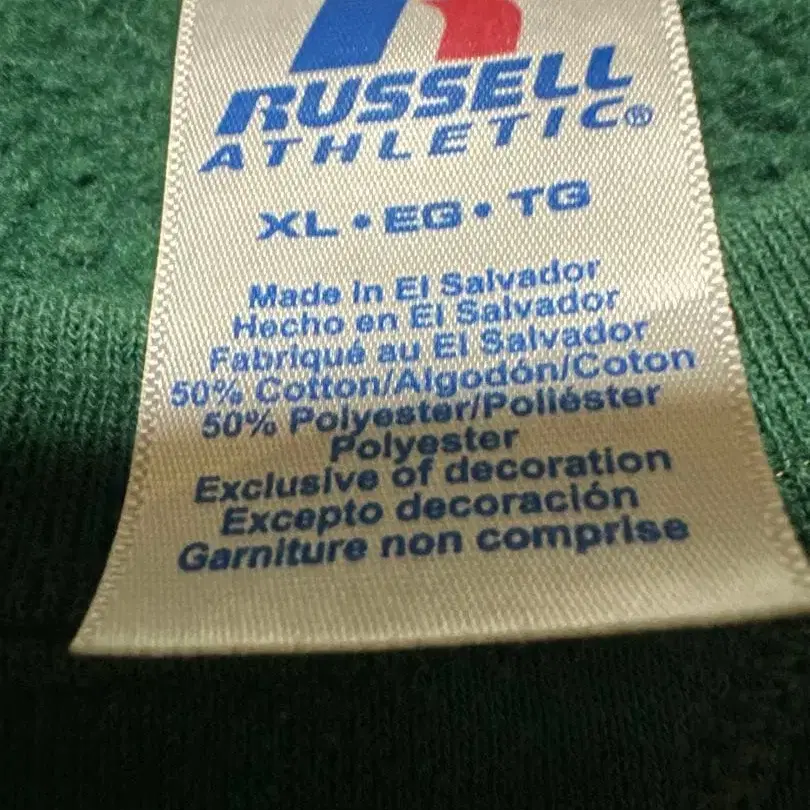 RUSSELL
ATHLETIC®
XL • EG • TG
Made in El Salvador
Hecho en El Salvador
Fabriqué au El Salvador
50% Cotton/Algodón/Coton
50% Polyester/Poliéster
Polyester
Exclusive of decoration
Excepto decoración
Garniture non comprise